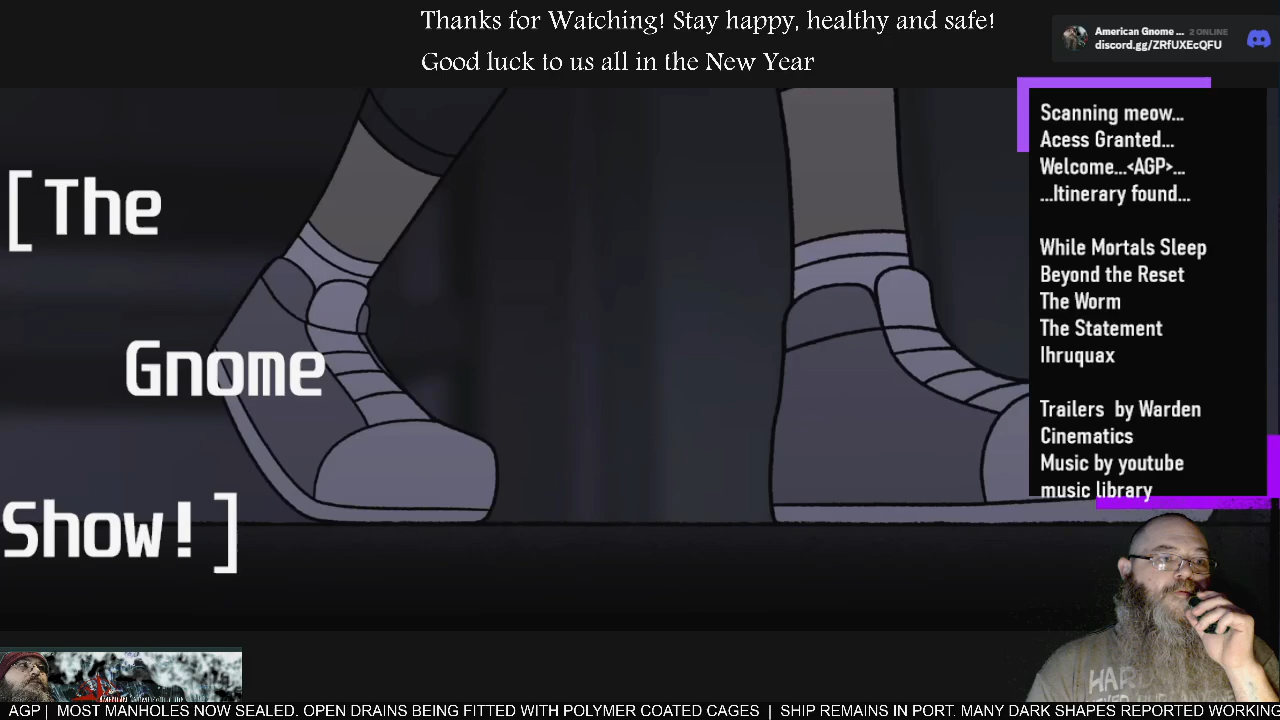 Thanks for Watching! Stay happy, healthy and safe!
Good luck to us all in the New Year
American Gnome ... 2 ONLINE
discord.gg/ZRfUXEcQFU
[The
Gnome
Show!]
Scanning meow...
Acess Granted...
Welcome...<AGP>...
...Itinerary found...
While Mortals Sleep
Beyond the Reset
The Worm
The Statement
Ihruquax
Trailers by Warden
Cinematics
Music by youtube
music library
HARD
AGP | MOST MANHOLES NOW SEALED. OPEN DRAINS BEING FITTED WITH POLYMER COATED CAGES | SHIP REMAINS IN PORT. MANY DARK SHAPES REPORTED WORKING